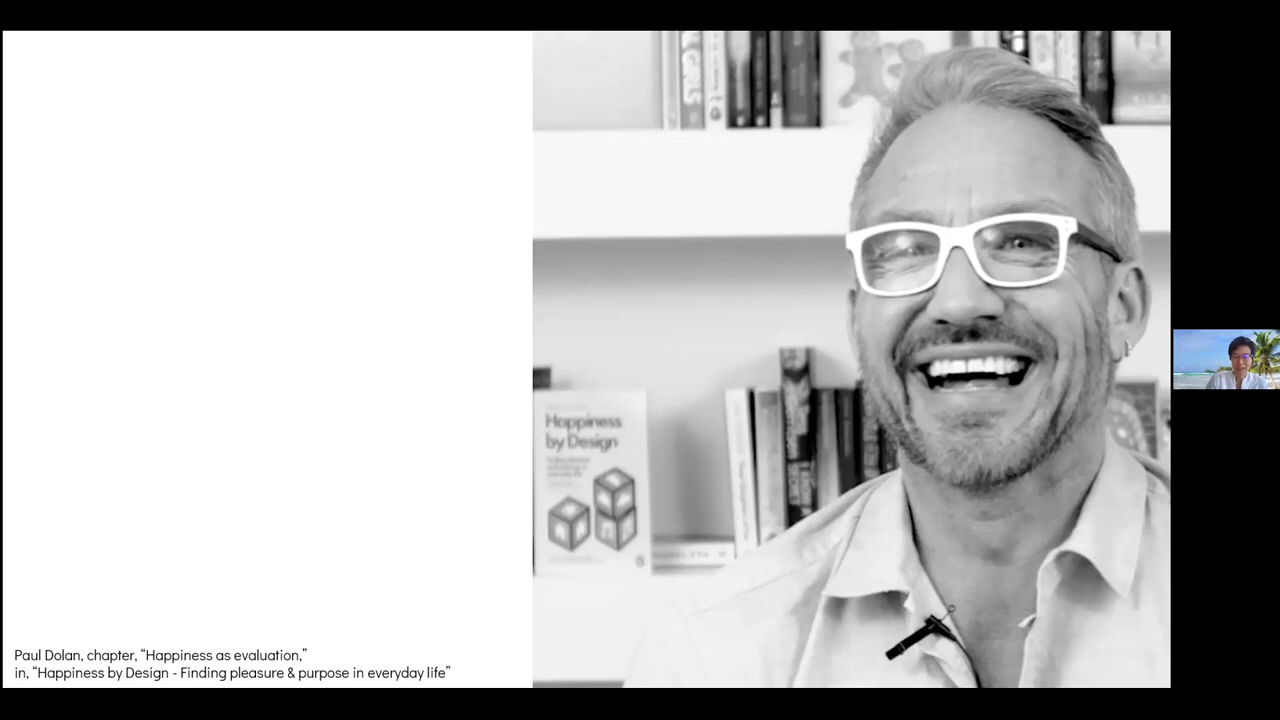 Happiness
by Design
Paul Dolan, chapter, “Happiness as evaluation,”
in, “Happiness by Design - Finding pleasure & purpose in everyday life”